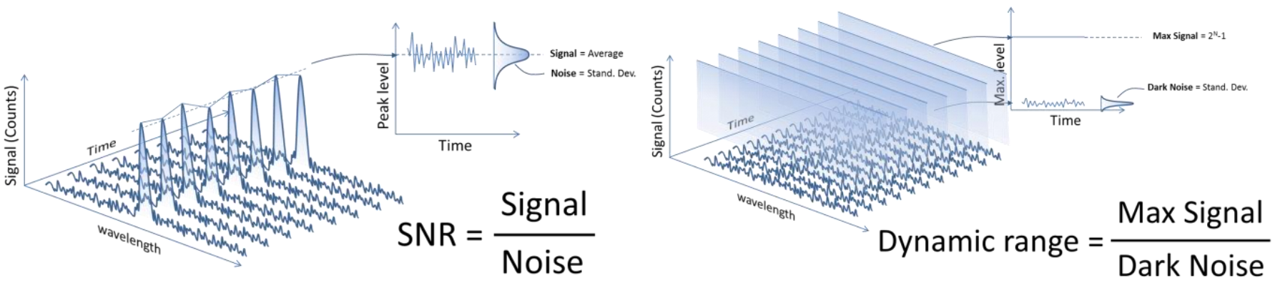 Signal (Counts)
Time
wavelength
Peak level
Time
Signal = Average
Noise = Stand. Dev.
SNR = Signal
Noise
Signal (Counts)
Time
wavelength
Max. level
Time
Max Signal = 2ᴺ-1
Dark Noise = Stand. Dev.
Dynamic range = Max Signal
Dark Noise